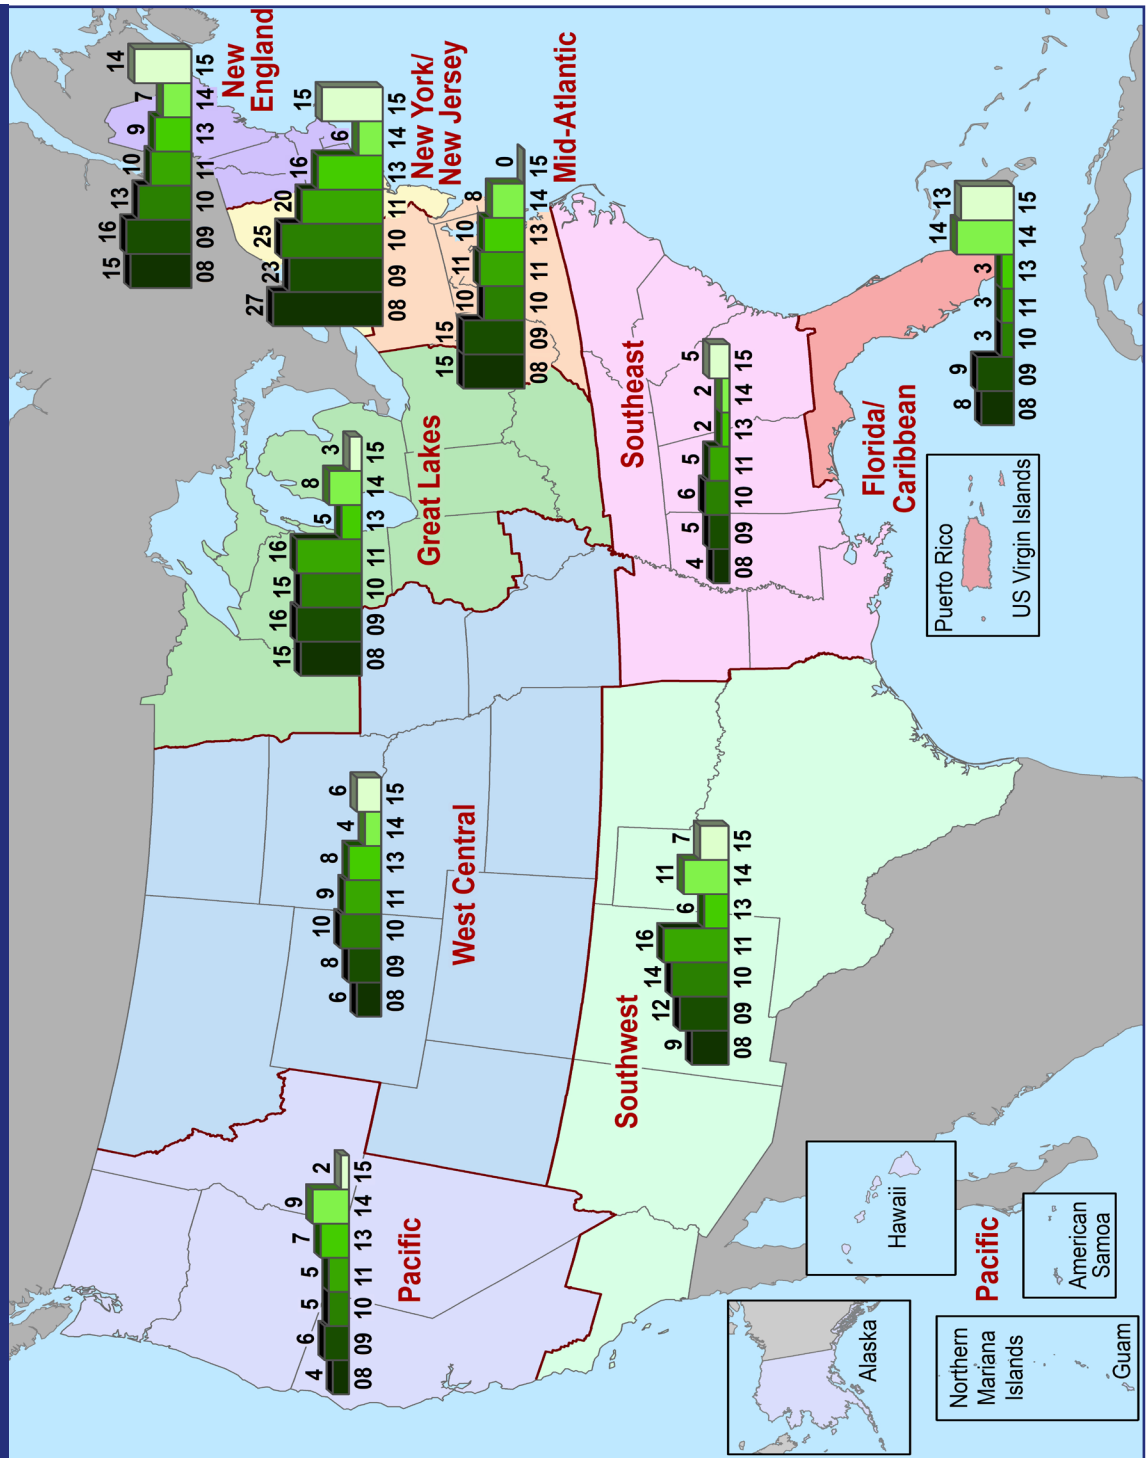 14
7
9
10
13
16
15
08 09 10 11 13 14 15
New
England
15
6
16
20
25
23
27
08 09 10 11 13 14 15
New York/
New Jersey
0
8
10
11
10
15
15
08 09 10 11 13 14 15
Mid-Atlantic
3
8
5
16
15
16
15
08 09 10 11 13 14 15
Great Lakes
5
2
2
5
6
5
4
08 09 10 11 13 14 15
Southeast
13
14
3
3
3
9
8
08 09 10 11 13 14 15
Florida/
Caribbean
Puerto Rico
US Virgin Islands
6
4
8
9
10
8
6
08 09 10 11 13 14 15
West Central
7
11
6
16
14
12
9
08 09 10 11 13 14 15
Southwest
2
9
7
5
5
6
4
08 09 10 11 13 14 15
Pacific
Alaska
Hawaii
Pacific
Northern
Mariana
Islands
Guam
American
Samoa